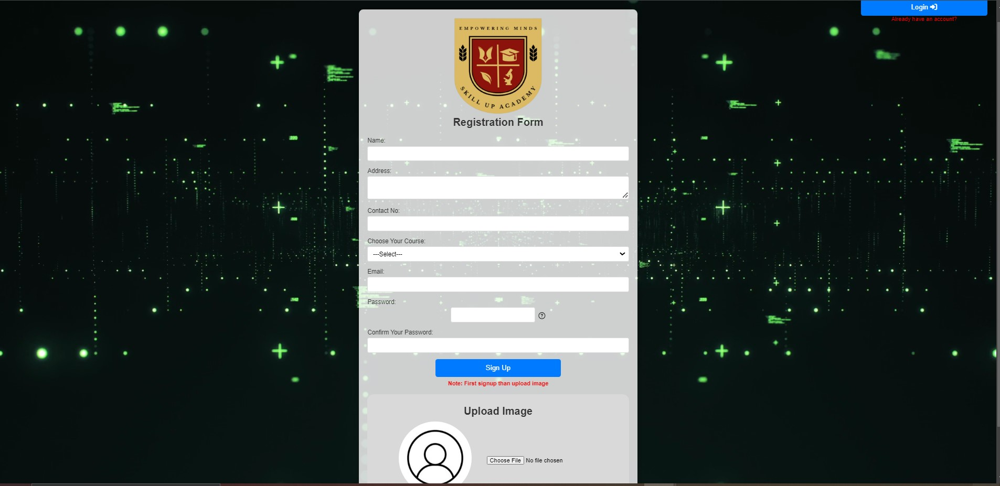 Login
Already have an account?
EMPOWERING MINDS
SKILL UP ACADEMY
Registration Form
Name:
Address:
Contact No:
Choose Your Course:
---Select---
Email:
Password:
?
Confirm Your Password:
Sign Up
Note: First signup than upload image
Upload Image
Choose File No file chosen